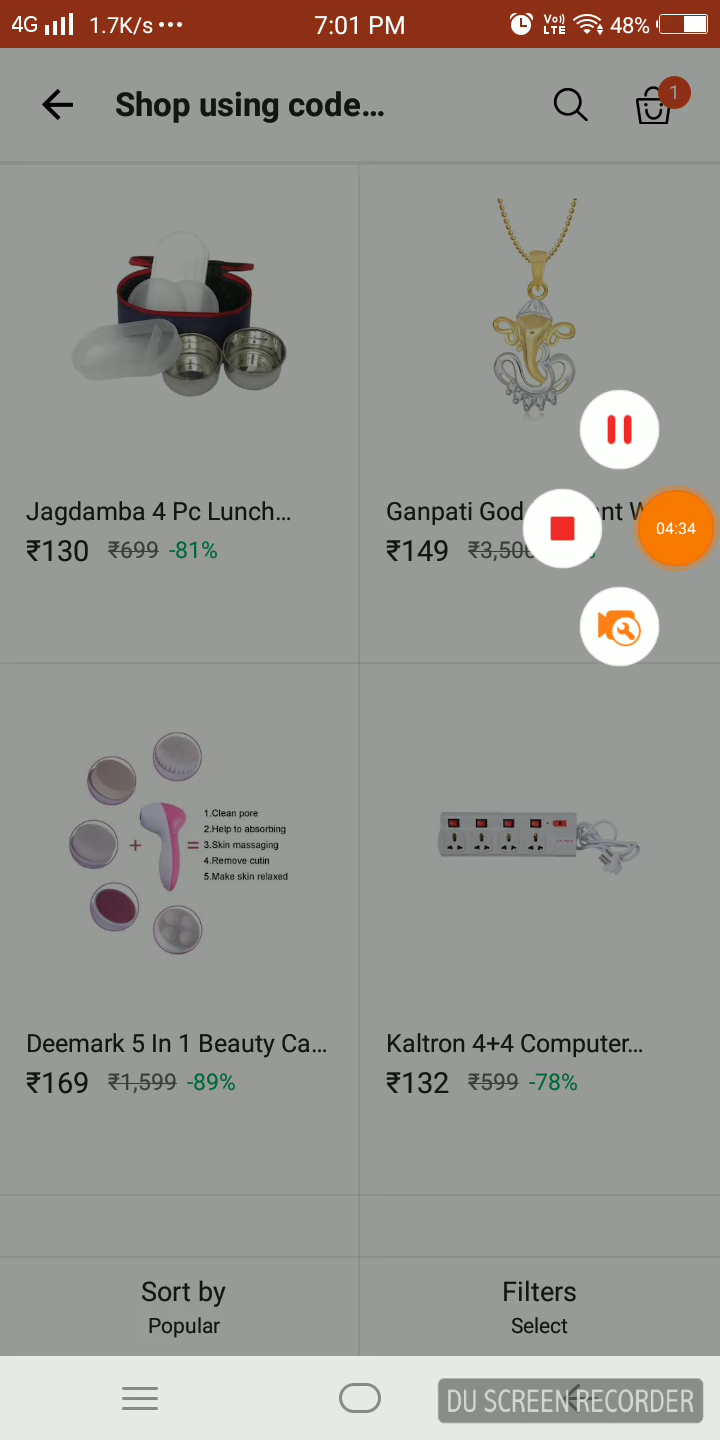 4G 1.7K/s ••• 7:01 PM Vo)) LTE 48%
Shop using code... 1
Jagdamba 4 Pc Lunch...
₹130 ₹699 -81%
Ganpati God
₹149
04:34
1.Clean pore
2.Help to absorbing
3.Skin massaging
4.Remove cutin
5.Make skin relaxed
+ =
Deemark 5 In 1 Beauty Ca...
₹169 ₹1,599 -89%
Kaltron 4+4 Computer...
₹132 ₹599 -78%
Sort by
Popular
Filters
Select
DU SCREEN RECORDER